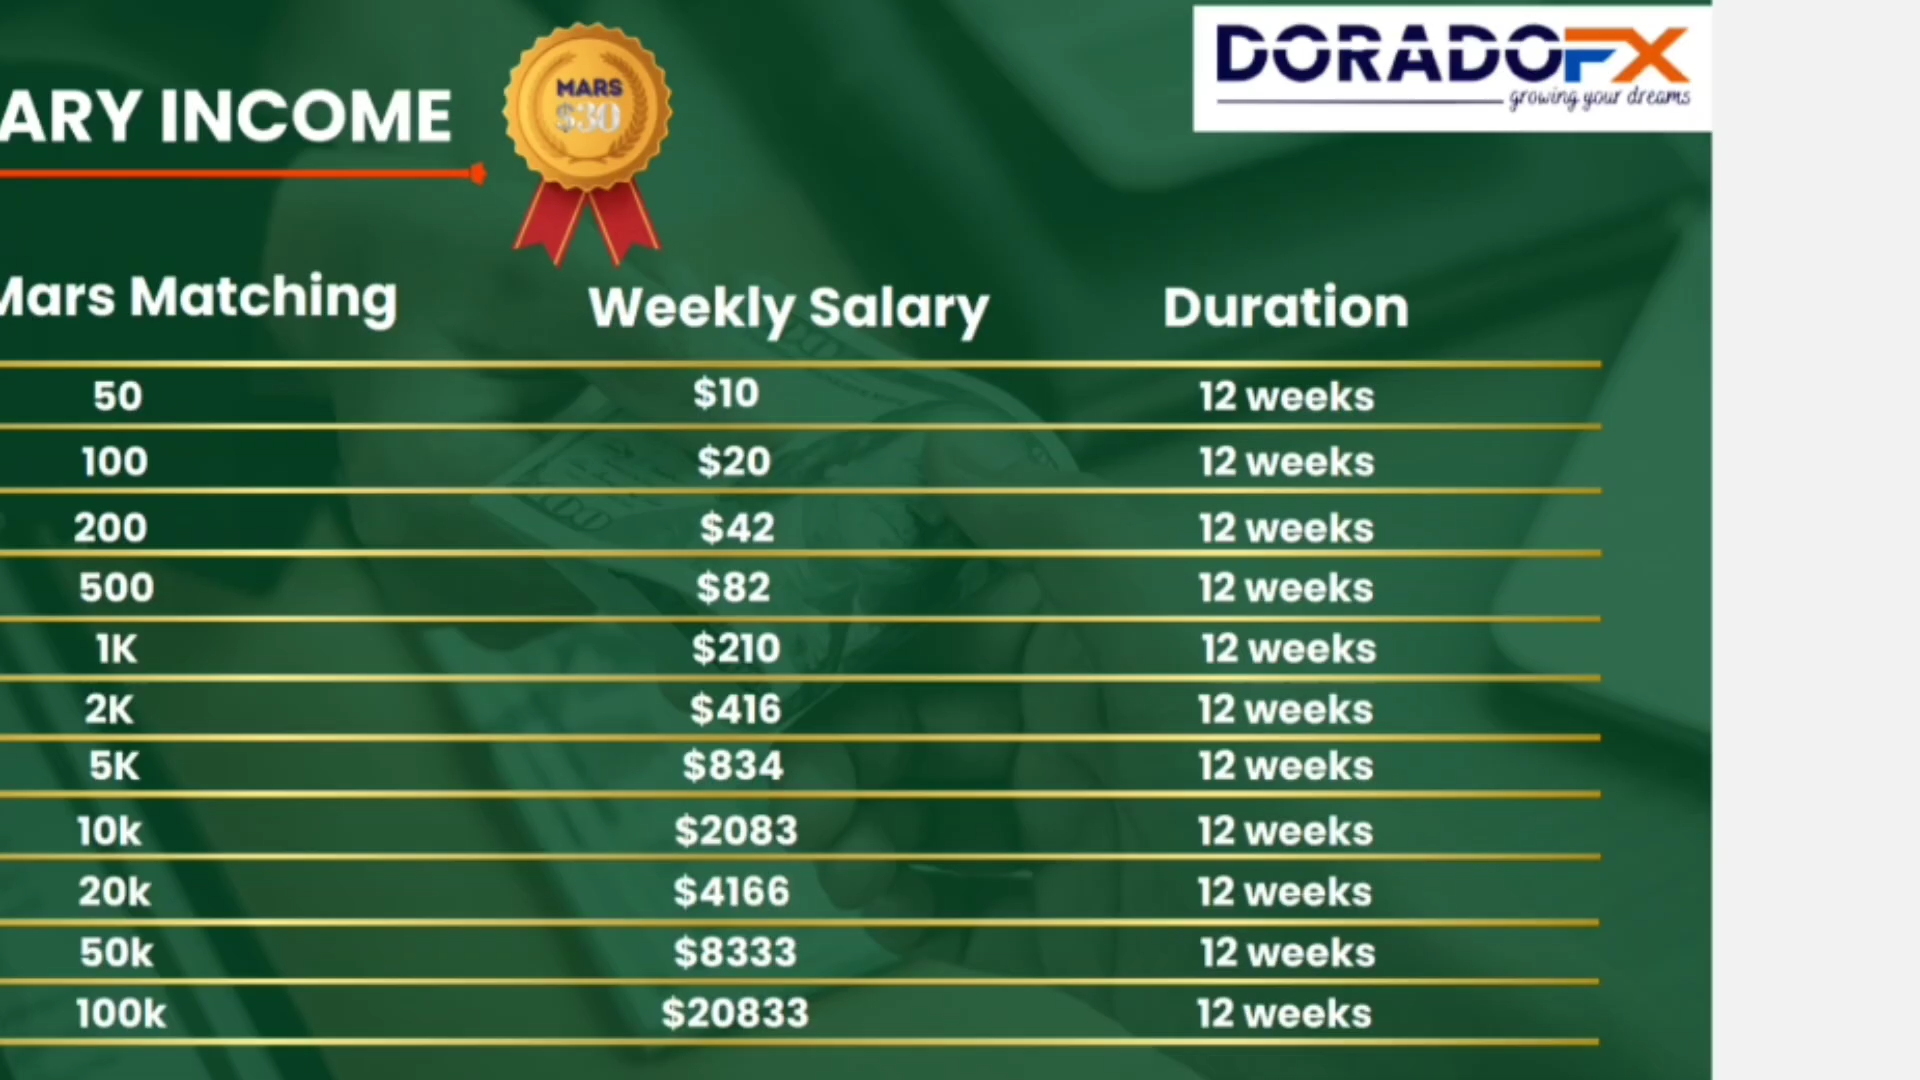 DORADOFX
growing your dreams
ARY INCOME
MARS
$30
Mars Matching Weekly Salary Duration
50 $10 12 weeks
100 $20 12 weeks
200 $42 12 weeks
500 $82 12 weeks
1K $210 12 weeks
2K $416 12 weeks
5K $834 12 weeks
10k $2083 12 weeks
20k $4166 12 weeks
50k $8333 12 weeks
100k $20833 12 weeks